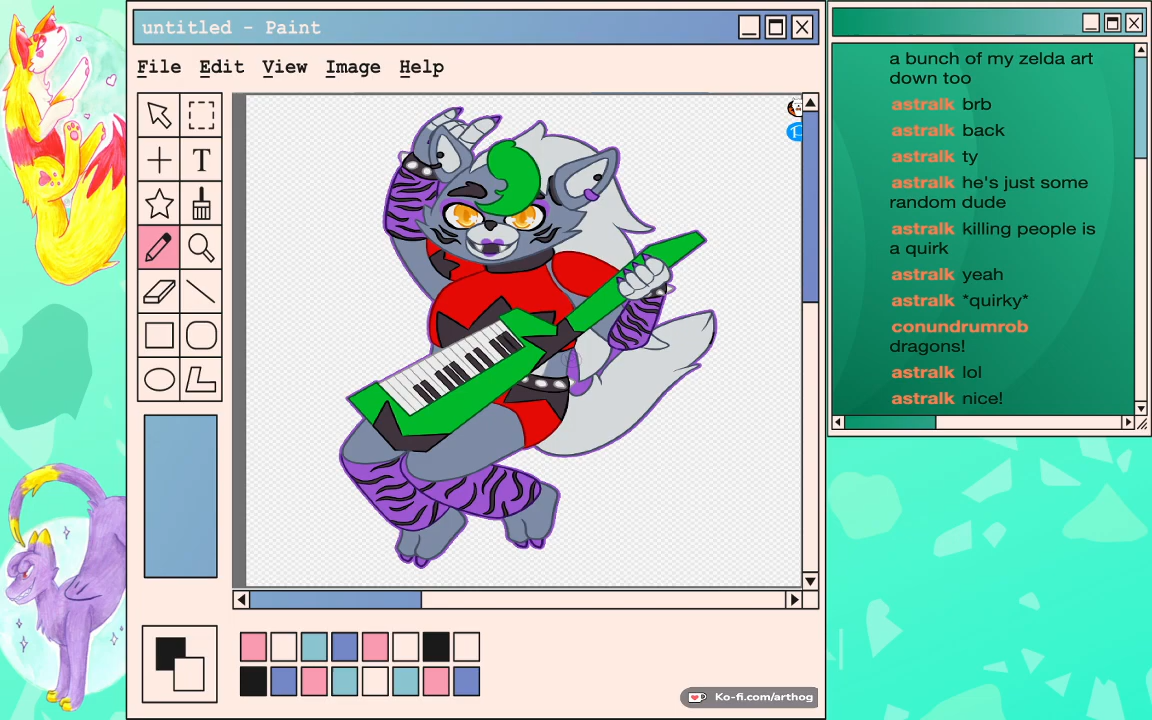 untitled - Paint
File Edit View Image Help
T
a bunch of my zelda art
down too
astralk brb
astralk back
astralk ty
astralk he's just some
random dude
astralk killing people is
a quirk
astralk yeah
astralk *quirky*
conundrumrob
dragons!
astralk lol
astralk nice!
Ko-fi.com/arthog